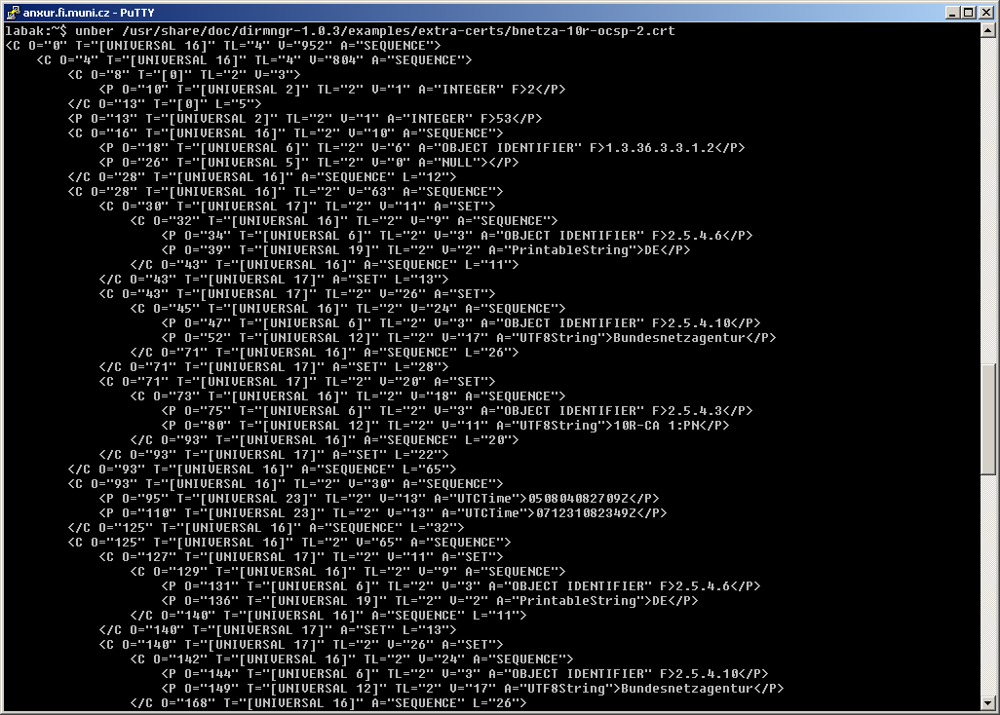 anxur.fi.muni.cz - PuTTY
labak:~$ unber /usr/share/doc/dirmngr-1.0.3/examples/extra-certs/bnetza-10r-ocsp-2.crt
<C O="0" T="[UNIVERSAL 16]" TL="4" V="952" A="SEQUENCE">
    <C O="4" T="[UNIVERSAL 16]" TL="4" V="804" A="SEQUENCE">
        <C O="8" T="[0]" TL="2" V="3">
            <P O="10" T="[UNIVERSAL 2]" TL="2" V="1" A="INTEGER" F>2</P>
        </C O="13" T="[0]" L="5">
        <P O="13" T="[UNIVERSAL 2]" TL="2" V="1" A="INTEGER" F>53</P>
        <C O="16" T="[UNIVERSAL 16]" TL="2" V="10" A="SEQUENCE">
            <P O="18" T="[UNIVERSAL 6]" TL="2" V="6" A="OBJECT IDENTIFIER" F>1.3.36.3.3.1.2</P>
            <P O="26" T="[UNIVERSAL 5]" TL="2" V="0" A="NULL"></P>
        </C O="28" T="[UNIVERSAL 16]" A="SEQUENCE" L="12">
        <C O="28" T="[UNIVERSAL 16]" TL="2" V="63" A="SEQUENCE">
            <C O="30" T="[UNIVERSAL 17]" TL="2" V="11" A="SET">
                <C O="32" T="[UNIVERSAL 16]" TL="2" V="9" A="SEQUENCE">
                    <P O="34" T="[UNIVERSAL 6]" TL="2" V="3" A="OBJECT IDENTIFIER" F>2.5.4.6</P>
                    <P O="39" T="[UNIVERSAL 19]" TL="2" V="2" A="PrintableString">DE</P>
                </C O="43" T="[UNIVERSAL 16]" A="SEQUENCE" L="11">
            </C O="43" T="[UNIVERSAL 17]" A="SET" L="13">
            <C O="43" T="[UNIVERSAL 17]" TL="2" V="26" A="SET">
                <C O="45" T="[UNIVERSAL 16]" TL="2" V="24" A="SEQUENCE">
                    <P O="47" T="[UNIVERSAL 6]" TL="2" V="3" A="OBJECT IDENTIFIER" F>2.5.4.10</P>
                    <P O="52" T="[UNIVERSAL 12]" TL="2" V="17" A="UTF8String">Bundesnetzagentur</P>
                </C O="71" T="[UNIVERSAL 16]" A="SEQUENCE" L="26">
            </C O="71" T="[UNIVERSAL 17]" A="SET" L="28">
            <C O="71" T="[UNIVERSAL 17]" TL="2" V="20" A="SET">
                <C O="73" T="[UNIVERSAL 16]" TL="2" V="18" A="SEQUENCE">
                    <P O="75" T="[UNIVERSAL 6]" TL="2" V="3" A="OBJECT IDENTIFIER" F>2.5.4.3</P>
                    <P O="80" T="[UNIVERSAL 12]" TL="2" V="11" A="UTF8String">10R-CA 1:PN</P>
                </C O="93" T="[UNIVERSAL 16]" A="SEQUENCE" L="20">
            </C O="93" T="[UNIVERSAL 17]" A="SET" L="22">
        </C O="93" T="[UNIVERSAL 16]" A="SEQUENCE" L="65">
        <C O="93" T="[UNIVERSAL 16]" TL="2" V="30" A="SEQUENCE">
            <P O="95" T="[UNIVERSAL 23]" TL="2" V="13" A="UTCTime">050804082709Z</P>
            <P O="110" T="[UNIVERSAL 23]" TL="2" V="13" A="UTCTime">071231082349Z</P>
        </C O="125" T="[UNIVERSAL 16]" A="SEQUENCE" L="32">
        <C O="125" T="[UNIVERSAL 16]" TL="2" V="65" A="SEQUENCE">
            <C O="127" T="[UNIVERSAL 17]" TL="2" V="11" A="SET">
                <C O="129" T="[UNIVERSAL 16]" TL="2" V="9" A="SEQUENCE">
                    <P O="131" T="[UNIVERSAL 6]" TL="2" V="3" A="OBJECT IDENTIFIER" F>2.5.4.6</P>
                    <P O="136" T="[UNIVERSAL 19]" TL="2" V="2" A="PrintableString">DE</P>
                </C O="140" T="[UNIVERSAL 16]" A="SEQUENCE" L="11">
            </C O="140" T="[UNIVERSAL 17]" A="SET" L="13">
            <C O="140" T="[UNIVERSAL 17]" TL="2" V="26" A="SET">
                <C O="142" T="[UNIVERSAL 16]" TL="2" V="24" A="SEQUENCE">
                    <P O="144" T="[UNIVERSAL 6]" TL="2" V="3" A="OBJECT IDENTIFIER" F>2.5.4.10</P>
                    <P O="149" T="[UNIVERSAL 12]" TL="2" V="17" A="UTF8String">Bundesnetzagentur</P>
                </C O="168" T="[UNIVERSAL 16]" A="SEQUENCE" L="26">